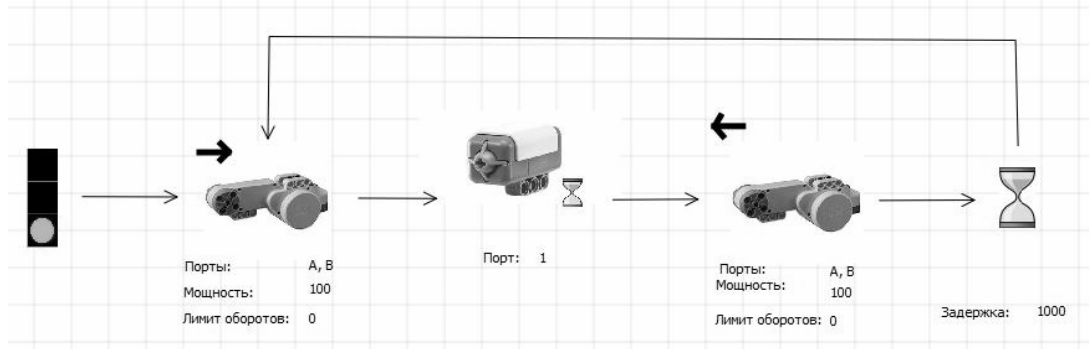 Порты: A, B
Мощность: 100
Лимит оборотов: 0
Порт: 1
Порты: A, B
Мощность: 100
Лимит оборотов: 0
Задержка: 1000